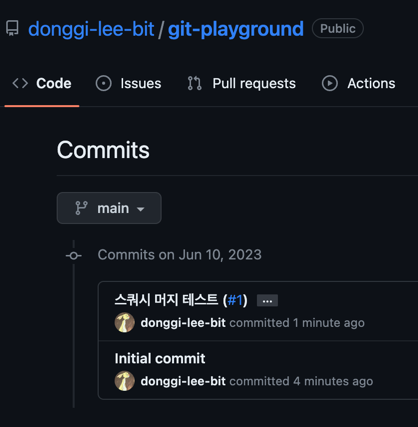 donggi-lee-bit / git-playground Public
<> Code Issues Pull requests Actions
Commits
main
Commits on Jun 10, 2023
스쿼시 머지 테스트 (#1) ...
donggi-lee-bit committed 1 minute ago
Initial commit
donggi-lee-bit committed 4 minutes ago